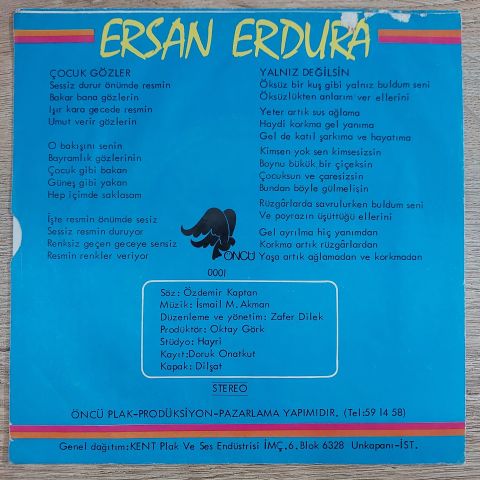 ERSAN ERDURA
ÇOCUK GÖZLER
Sessiz durur önümde resmin
Bakar bana gözlerin
Işır kara gecede resmin
Umut verir gözlerin
O bakışını senin
Bayramlık gözlerinin
Çocuk gibi bakan
Güneş gibi yakan
Hep içimde saklasam
İşte resmin önümde sesiz
Sessiz resmin duruyor
Renksiz geçen geceye sensiz
Resmin renkler veriyor
YALNIZ DEĞİLSİN
Öksüz bir kuş gibi yalnız buldum seni
Öksüzlükten anlarım ver ellerini
Yeter artık sus ağlama
Haydi korkma gel yanıma
Gel de katıl şarkıma ve hayatıma
Kimsen yok sen kimsesizsin
Boynu bükük bir çiçeksin
Çocuksun ve çaresizsin
Bundan böyle gülmelisin
Rüzgârlarda savrulurken buldum seni
Ve poyrazın üşüttüğü ellerini
Gel ayrılma hiç yanımdan
Korkma artık rüzgârlardan
Yaşa artık ağlamadan ve korkmadan
ÖNCÜ
0001
Söz: Özdemir Kaptan
Müzik: İsmail M. Akman
Düzenleme ve yönetim: Zafer Dilek
Prodüktör: Oktay Görk
Stüdyo: Hayri
Kayıt:Doruk Onatkut
Kapak: Dilşat
STEREO
ÖNCÜ PLAK-PRODÜKSİYON-PAZARLAMA YAPIMIDIR. (Tel:59 14 58)
Genel dağıtım:KENT Plak Ve Ses Endüstrisi İMÇ.6.Blok 6328 Unkapanı-İST.